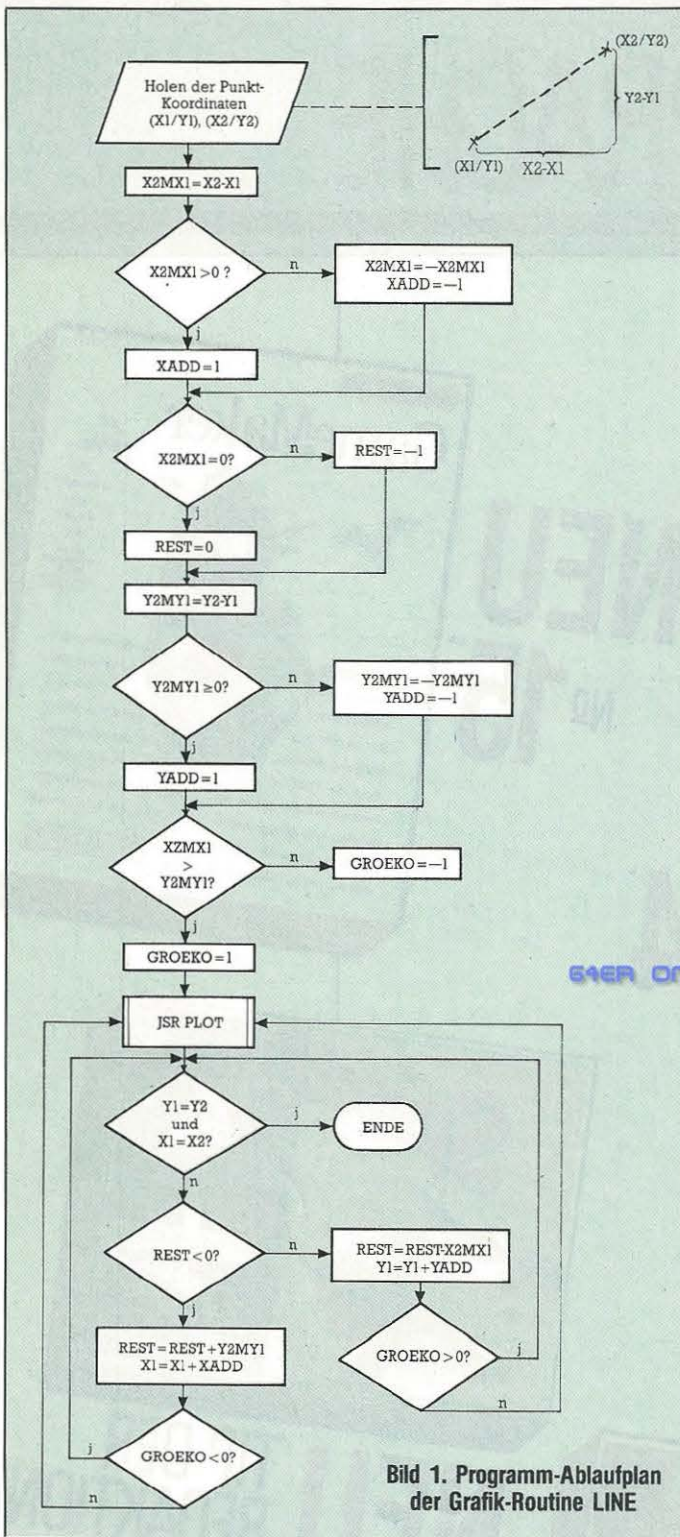 Holen der Punkt-
Koordinaten
(X1/Y1), (X2/Y2)
(X2/Y2)
Y2-Y1
(X1/Y1)
X2-X1
X2MX1=X2-X1
X2MX1 >0 ?
n
X2MX1=—X2MX1
XADD=—1
j
XADD=1
X2MX1=0?
n
REST=—1
j
REST=0
Y2MY1=Y2-Y1
Y2MY1 ≥0?
n
Y2MY1=—Y2MY1
YADD=—1
j
YADD=1
XZMX1
>
Y2MY1?
n
GROEKO=—1
j
GROEKO=1
64ER ON
JSR PLOT
Y1=Y2
und
X1=X2?
j
ENDE
n
REST<0?
n
REST=REST-X2MX1
Y1=Y1+YADD
j
REST=REST+Y2MY1
X1=X1+XADD
GROEKO>0?
j
n
GROEKO<0?
j
n
Bild 1. Programm-Ablaufplan
der Grafik-Routine LINE